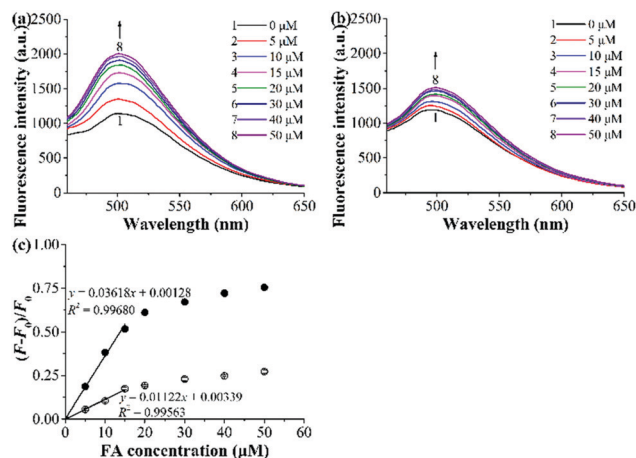 (a)
1 0 μM
2 5 μM
3 10 μM
4 15 μM
5 20 μM
6 30 μM
7 40 μM
8 50 μM
8
1
2500
2000
1500
1000
500
0
500
550
600
650
Fluorescence intensity (a.u.)
Wavelength (nm)
(b)
1 0 μM
2 5 μM
3 10 μM
4 15 μM
5 20 μM
6 30 μM
7 40 μM
8 50 μM
8
1
2500
2000
1500
1000
500
0
500
550
600
650
Fluorescence intensity (a.u.)
Wavelength (nm)
(c)
1.00
0.75
0.50
0.25
0.00
y = 0.03618x + 0.00128
R² = 0.99680
y = 0.01122x + 0.00339
R² = 0.99563
0 10 20 30 40 50 60
(F-F₀)/F₀
FA concentration (μM)